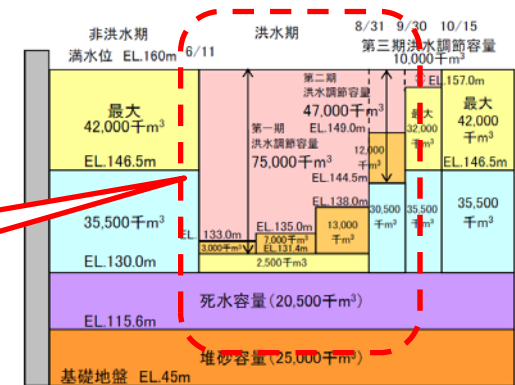 非洪水期
洪水期
8/31 9/30 10/15
満水位 EL.160m
6/11
第三期洪水調節容量
10,000千m³
EL.157.0m
第二期
洪水調節容量
47,000千m³
EL.149.0m
最大
42,000千m³
EL.146.5m
第一期
洪水調節容量
75,000千m³
12,000
千m³
EL.144.5m
最大
32,000
千m³
最大
42,000
千m³
EL.146.5m
EL.138.0m
EL.135.0m
EL.
133.0m
3,000千m³
7,000千m³
EL.131.4m
13,000
千m³
30,500
千m³
35,500
千m³
35,500
千m³
35,500千m³
EL.130.0m
2,500千m3
死水容量(20,500千m³)
EL.115.6m
堆砂容量(25,000千m³)
基礎地盤 EL.45m